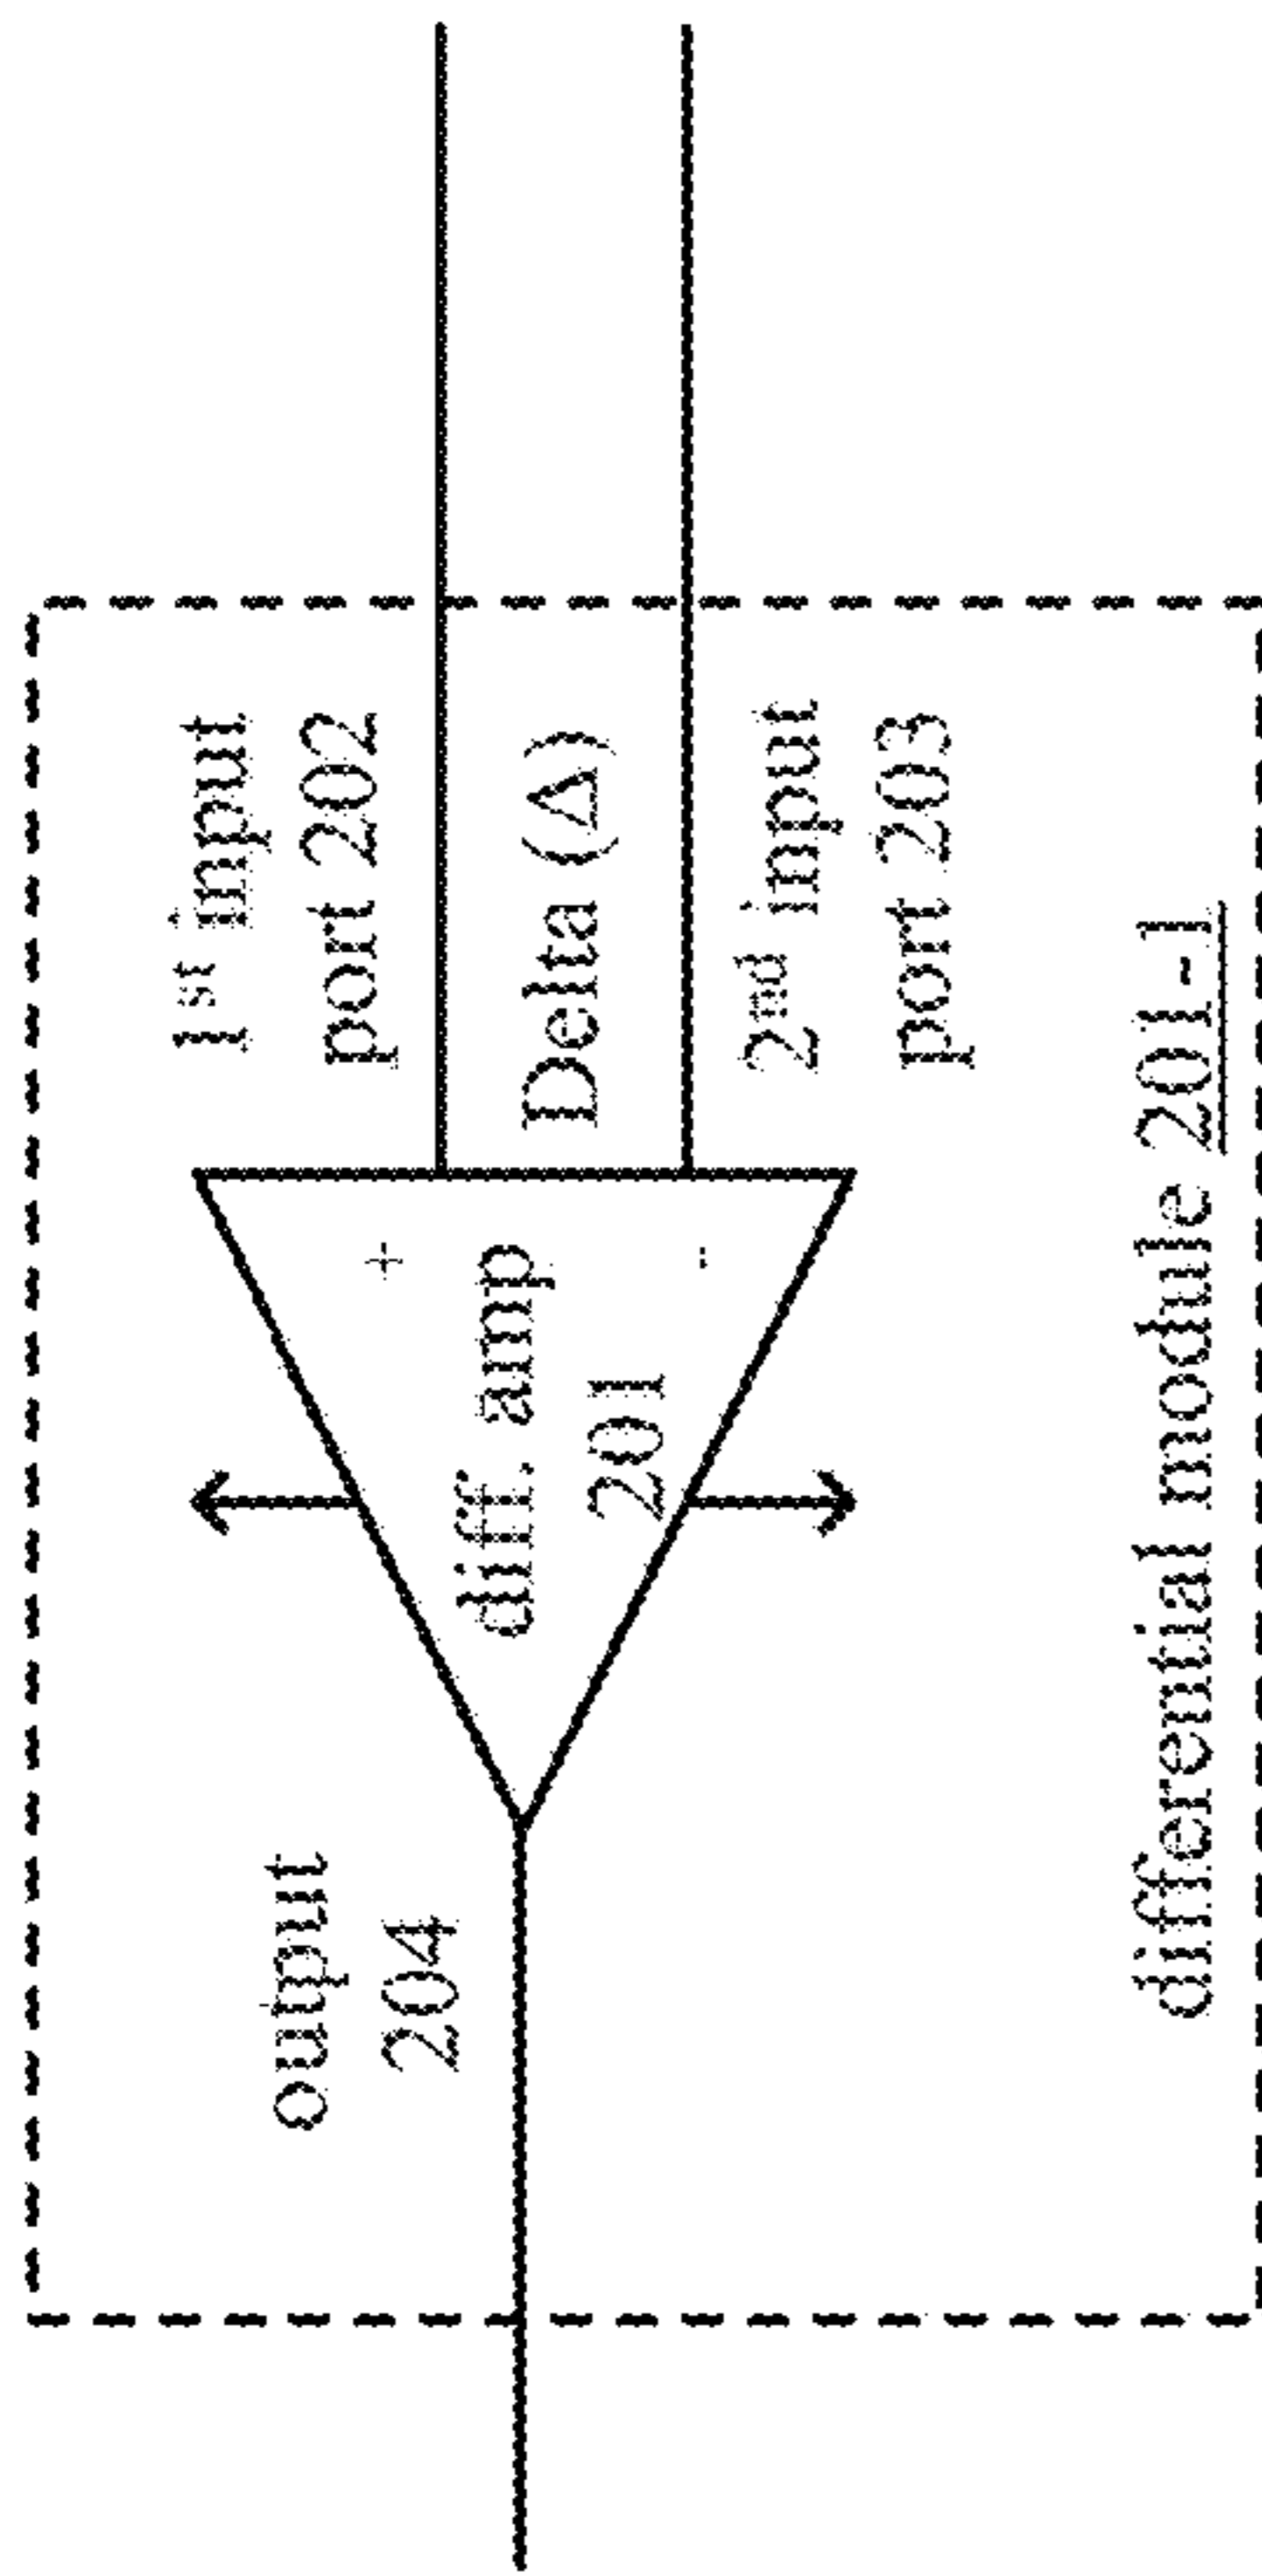 output
204
1st input
port 202
+
diff. amp
201
-
Delta (Δ)
2nd input
port 203
differential module 201-1